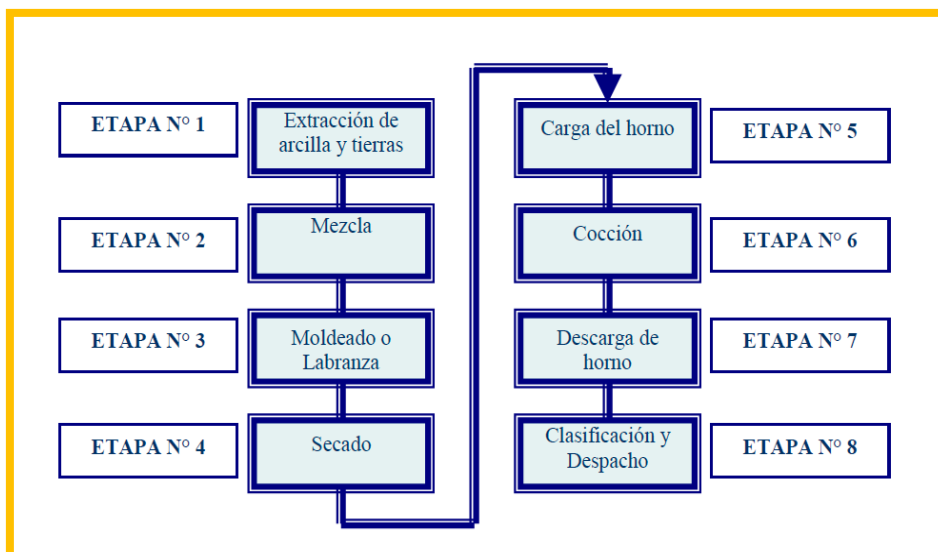 ETAPA N° 1
Extracción de
arcilla y tierras
ETAPA N° 2
Mezcla
ETAPA N° 3
Moldeado o
Labranza
ETAPA N° 4
Secado
Carga del horno
ETAPA N° 5
Cocción
ETAPA N° 6
Descarga de
horno
ETAPA N° 7
Clasificación y
Despacho
ETAPA N° 8